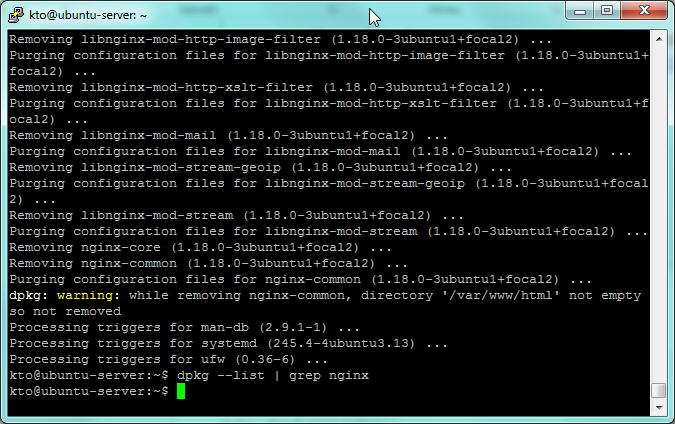 kto@ubuntu-server: ~
Removing libnginx-mod-http-image-filter (1.18.0-3ubuntu1+focal2) ...
Purging configuration files for libnginx-mod-http-image-filter (1.18.0-3ubuntu1+
focal2) ...
Removing libnginx-mod-http-xslt-filter (1.18.0-3ubuntu1+focal2) ...
Purging configuration files for libnginx-mod-http-xslt-filter (1.18.0-3ubuntu1+f
ocal2) ...
Removing libnginx-mod-mail (1.18.0-3ubuntu1+focal2) ...
Purging configuration files for libnginx-mod-mail (1.18.0-3ubuntu1+focal2) ...
Removing libnginx-mod-stream-geoip (1.18.0-3ubuntu1+focal2) ...
Purging configuration files for libnginx-mod-stream-geoip (1.18.0-3ubuntu1+focal
2) ...
Removing libnginx-mod-stream (1.18.0-3ubuntu1+focal2) ...
Purging configuration files for libnginx-mod-stream (1.18.0-3ubuntu1+focal2) ...
Removing nginx-core (1.18.0-3ubuntu1+focal2) ...
Removing nginx-common (1.18.0-3ubuntu1+focal2) ...
Purging configuration files for nginx-common (1.18.0-3ubuntu1+focal2) ...
dpkg: warning: while removing nginx-common, directory '/var/www/html' not empty
so not removed
Processing triggers for man-db (2.9.1-1) ...
Processing triggers for systemd (245.4-4ubuntu3.13) ...
Processing triggers for ufw (0.36-6) ...
kto@ubuntu-server:~$ dpkg --list | grep nginx
kto@ubuntu-server:~$